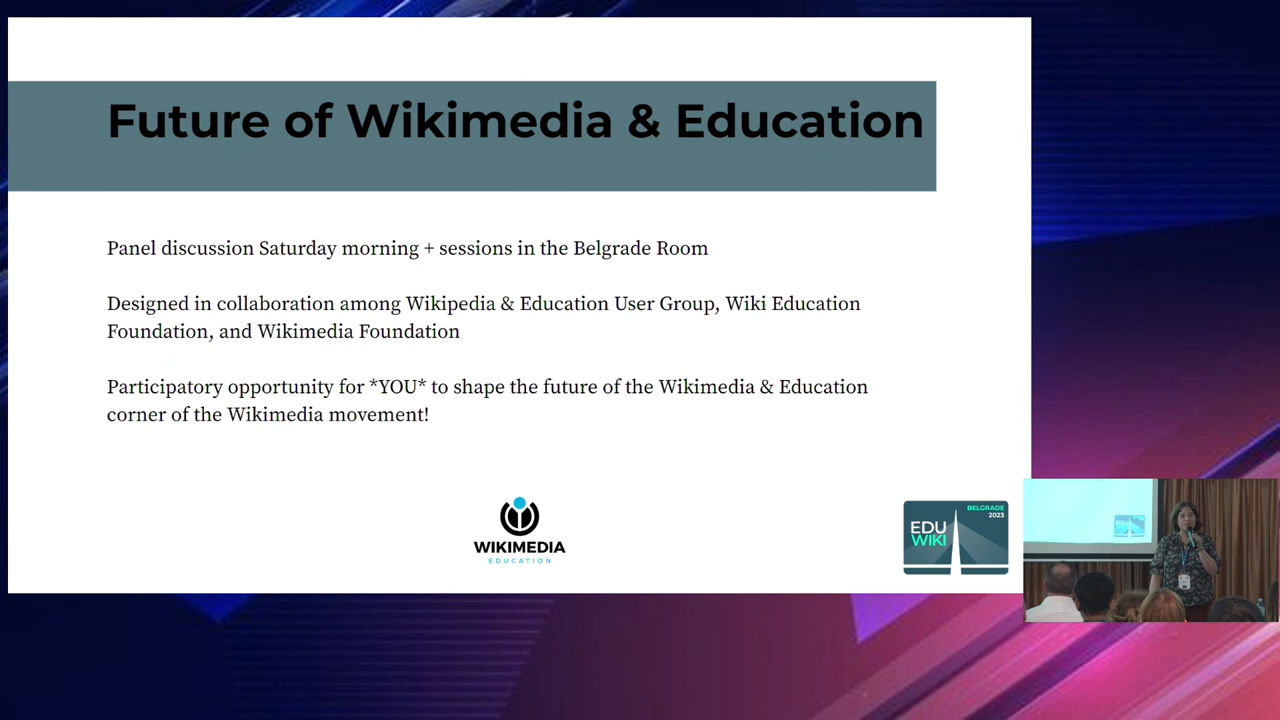 Future of Wikimedia & Education
Panel discussion Saturday morning + sessions in the Belgrade Room
Designed in collaboration among Wikipedia & Education User Group, Wiki Education
Foundation, and Wikimedia Foundation
Participatory opportunity for *YOU* to shape the future of the Wikimedia & Education
corner of the Wikimedia movement!
WIKIMEDIA
EDUCATION
BELGRADE
2023
EDU
WIKI